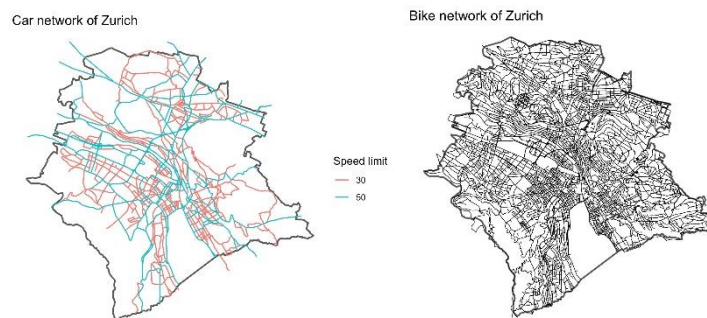 Car network of Zurich
Bike network of Zurich
Speed limit
30
50